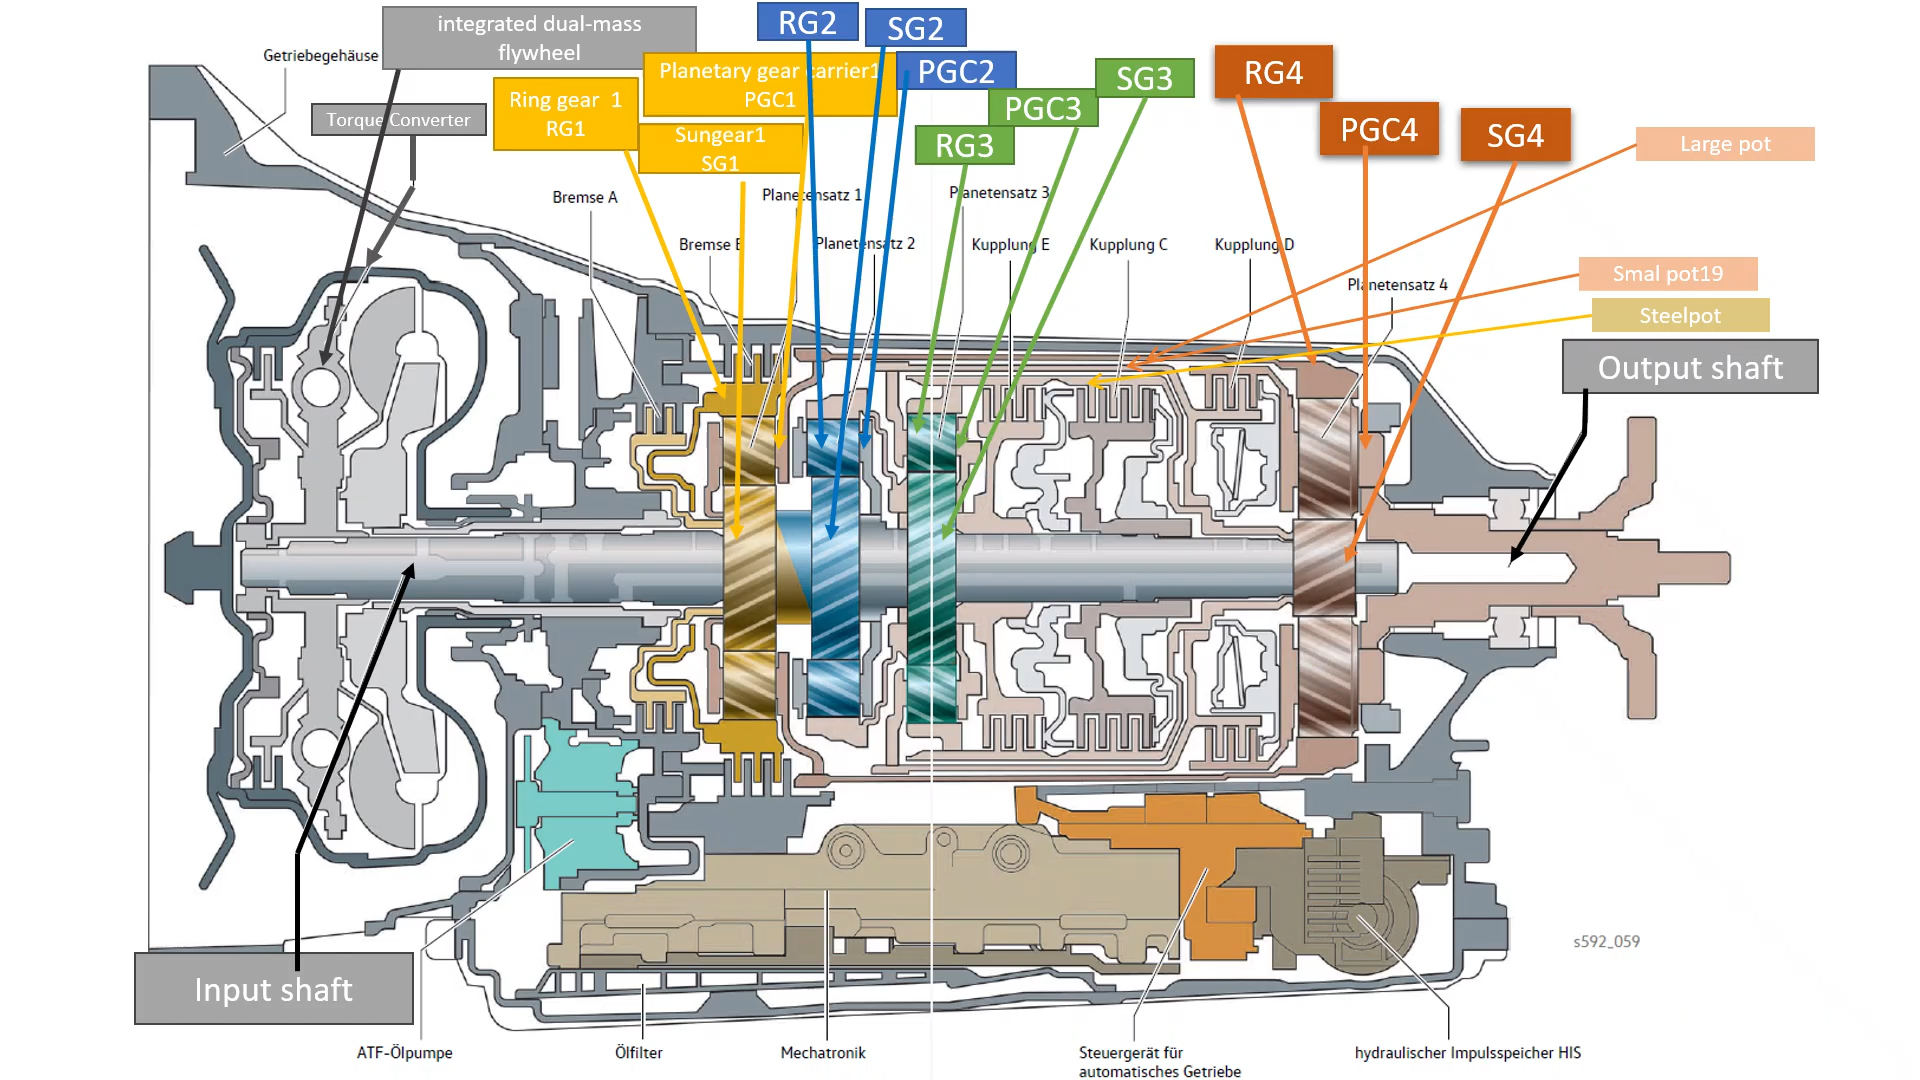 integrated dual-mass
flywheel
RG2
SG2
Getriebegehäuse
Planetary gear carrier1
PGC1
PGC2
SG3
RG4
Ring gear 1
RG1
Torque Converter
PGC3
PGC4
SG4
Sungear1
SG1
RG3
Large pot
Bremse A
Planetensatz 1
Planetensatz 3
Bremse B
Planetensatz 2
Kupplung E
Kupplung C
Kupplung D
Smal pot19
Planetensatz 4
Steelpot
Output shaft
s592_059
Input shaft
ATF-Ölpumpe
Ölfilter
Mechatronik
Steuergerät für
automatisches Getriebe
hydraulischer Impulsspeicher HIS